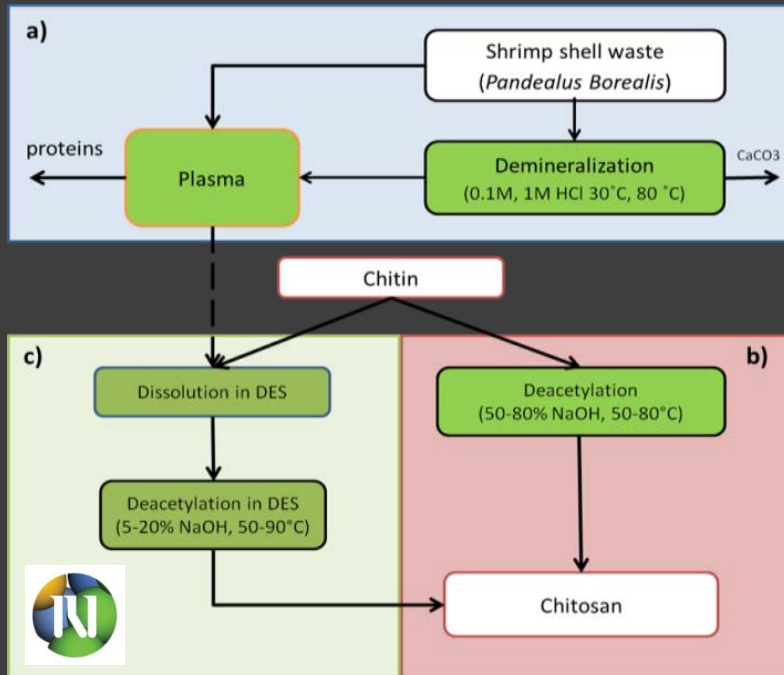 a)
Shrimp shell waste
(Pandealus Borealis)
proteins
Plasma
Demineralization
(0.1M, 1M HCl 30°C, 80 °C)
CaCO3
Chitin
c)
b)
Dissolution in DES
Deacetylation
(50-80% NaOH, 50-80°C)
Deacetylation in DES
(5-20% NaOH, 50-90°C)
Chitosan
N